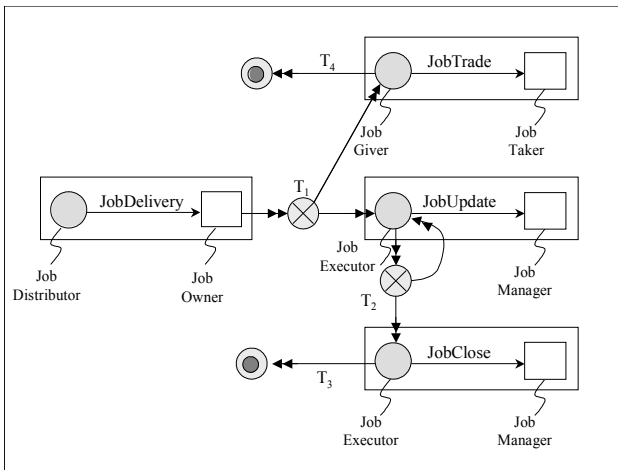 T4
JobTrade
Job
Giver
Job
Taker
JobDelivery
T1
JobUpdate
Job
Distributor
Job
Owner
Job
Executor
Job
Manager
T2
JobClose
T3
Job
Executor
Job
Manager